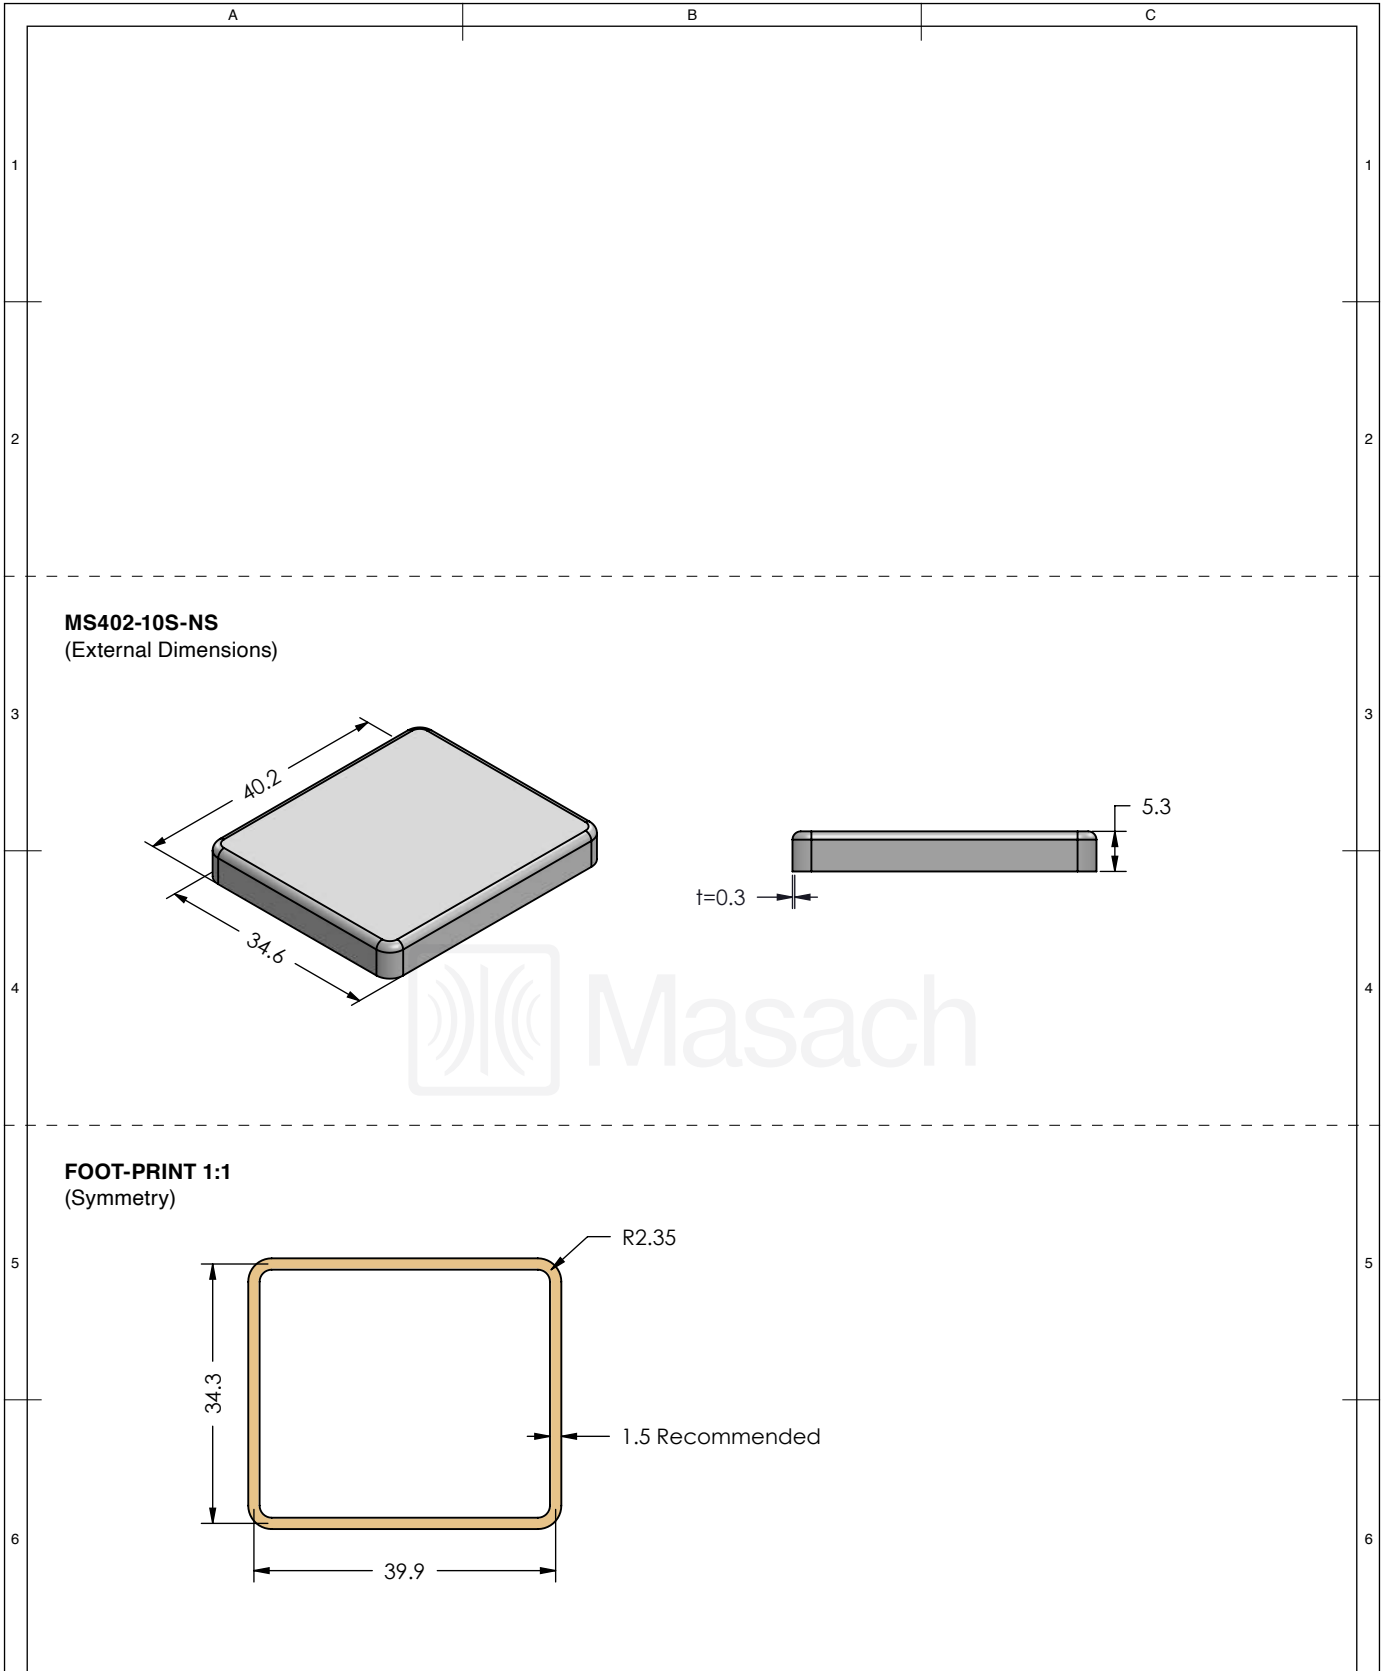 A B C
1 1
2 2
MS402-10S-NS
(External Dimensions)
3 3
40.2
5.3
t=0.3
34.6
4 4
Masach
FOOT-PRINT 1:1
(Symmetry)
R2.35
5 5
34.3
1.5 Recommended
6 6
39.9